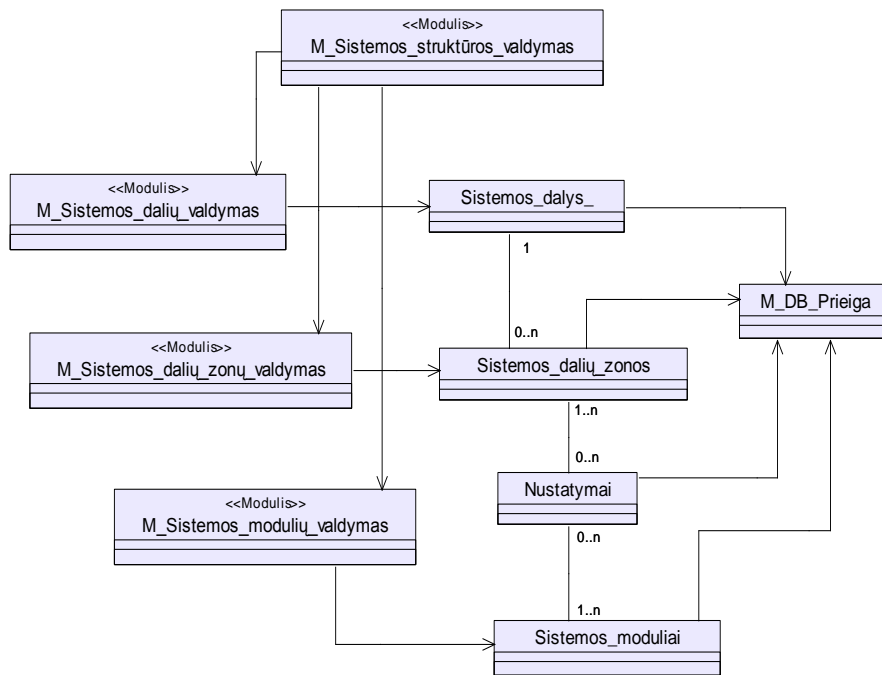 <<Modulis>>
M_Sistemos_struktūros_valdymas
<<Modulis>>
M_Sistemos_dalių_valdymas
Sistemos_dalys_
1
M_DB_Prieiga
0..n
<<Modulis>>
M_Sistemos_dalių_zonų_valdymas
Sistemos_dalių_zonos
1..n
0..n
Nustatymai
<<Modulis>>
M_Sistemos_modulių_valdymas
0..n
1..n
Sistemos_moduliai